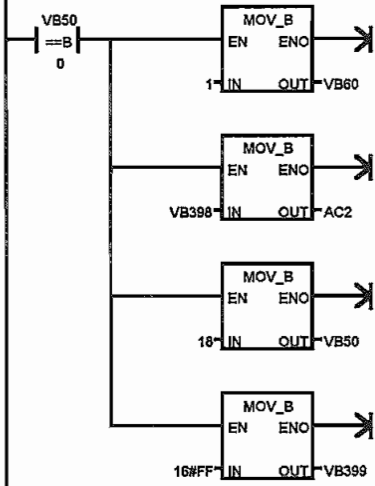 VB50
==B
0
MOV_B
EN ENO
1 IN OUT VB60
MOV_B
EN ENO
VB398 IN OUT AC2
MOV_B
EN ENO
18 IN OUT VB50
MOV_B
EN ENO
16#FF IN OUT VB399